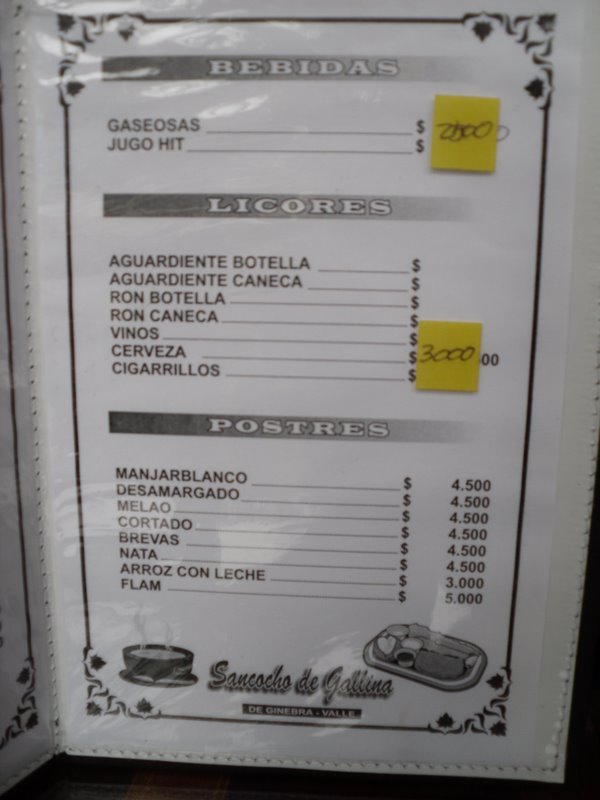 BEBIDAS
GASEOSAS $
JUGO HIT $
LICORES
AGUARDIENTE BOTELLA $
AGUARDIENTE CANECA $
RON BOTELLA $
RON CANECA $
VINOS $
CERVEZA $ 3000 00
CIGARRILLOS $
POSTRES
MANJARBLANCO $ 4.500
DESAMARGADO $ 4.500
MELAO $ 4.500
CORTADO $ 4.500
BREVAS $ 4.500
NATA $ 4.500
ARROZ CON LECHE $ 3.000
FLAM $ 5.000
Sancocho de Gallina
DE GINEBRA - VALLE